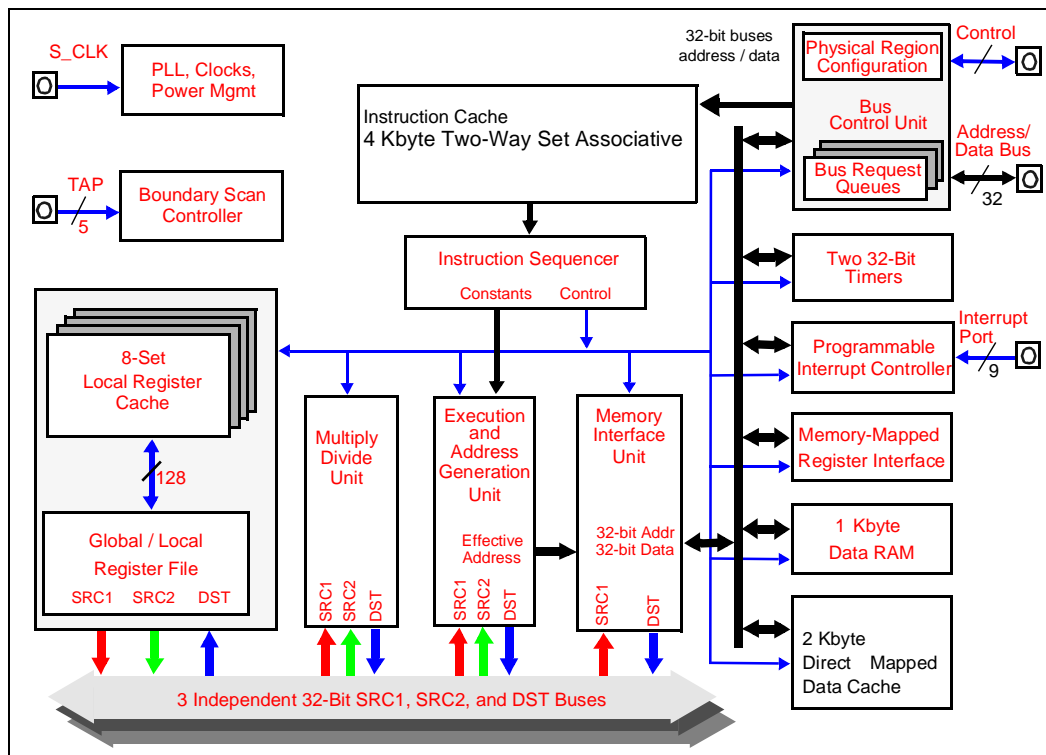 S_CLK
PLL, Clocks,
Power Mgmt
TAP
5
Boundary Scan
Controller
Instruction Cache
4 Kbyte Two-Way Set Associative
32-bit buses
address / data
Physical Region
Configuration
Control
Bus
Control Unit
Bus Request
Queues
Address/
Data Bus
32
Instruction Sequencer
Constants Control
Two 32-Bit
Timers
Programmable
Interrupt Controller
Interrupt
Port
9
8-Set
Local Register
Cache
128
Global / Local
Register File
SRC1 SRC2 DST
Multiply
Divide
Unit
SRC1
SRC2
DST
Execution
and
Address
Generation
Unit
Effective
Address
SRC1
SRC2
DST
Memory
Interface
Unit
32-bit Addr
32-bit Data
SRC1
DST
Memory-Mapped
Register Interface
1 Kbyte
Data RAM
2 Kbyte
Direct Mapped
Data Cache
3 Independent 32-Bit SRC1, SRC2, and DST Buses